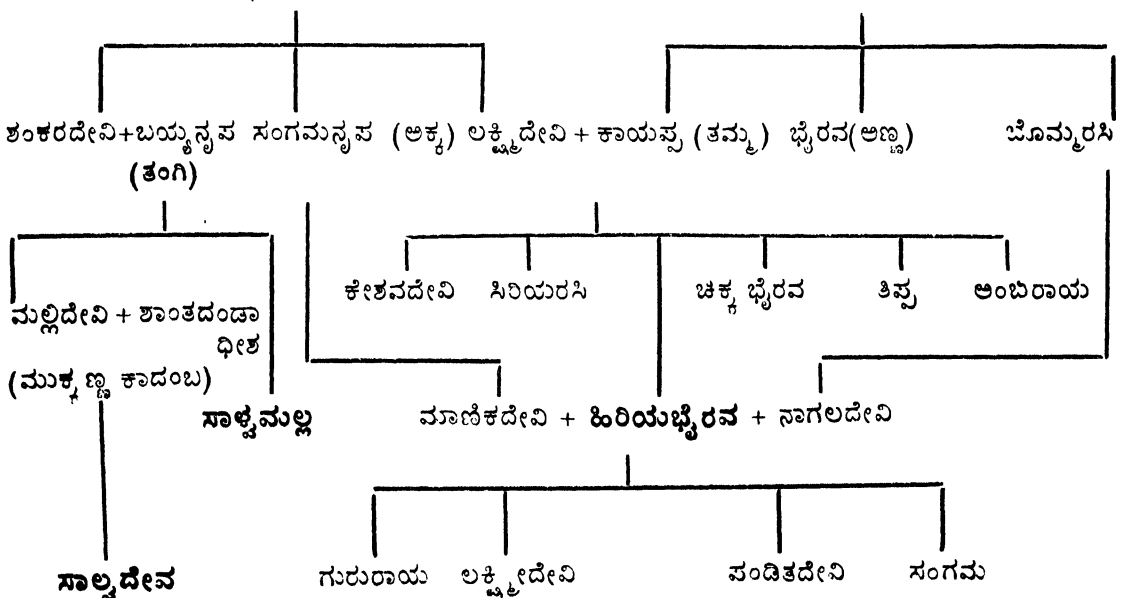 ಶಂಕರದೇವಿ+ಬಯ್ಯನೃಪ ಸಂಗಮನೃಪ (ಅಕ್ಕ) ಲಕ್ಷ್ಮಿದೇವಿ + ಕಾಯಪ್ಪ (ತಮ್ಮ) ಭೈರವ(ಅಣ್ಣ) ಬೊಮ್ಮರಸಿ
(ತಂಗಿ)
ಕೇಶವದೇವಿ ಸಿರಿಯರಸಿ ಚಿಕ್ಕ ಭೈರವ ತಿಪ್ಪ ಅಂಬಿರಾಯ
ಮಲ್ಲಿದೇವಿ + ಶಾಂತದಂಡಾ
ಧೀಶ
(ಮುಕ್ಕಣ್ಣ ಕಾದಂಬ)
ಸಾಳ್ವಮಲ್ಲ ಮಾಣಿಕದೇವಿ + ಹಿರಿಯಭೈರವ + ನಾಗಲದೇವಿ
ಸಾಲ್ವದೇವ ಗುರುರಾಯ ಲಕ್ಷ್ಮೀದೇವಿ ಪಂಡಿತದೇವಿ ಸಂಗಮ